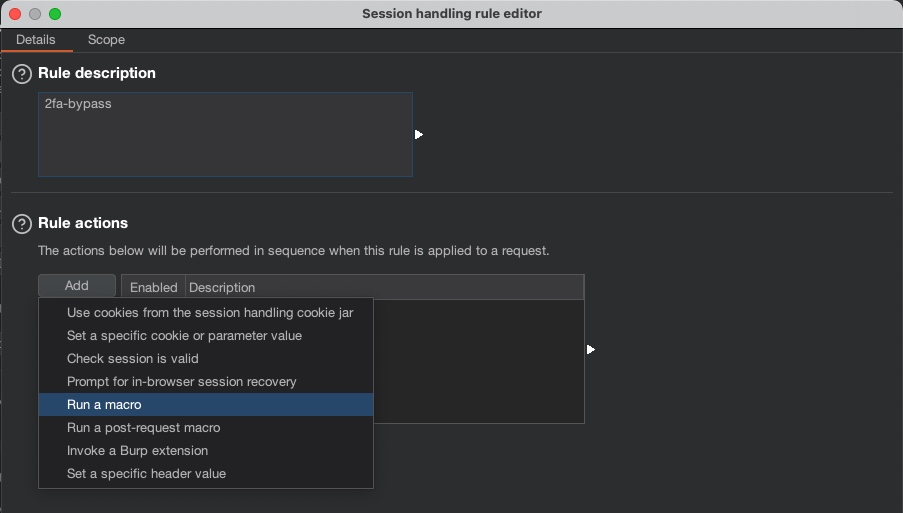 Session handling rule editor
Details Scope
? Rule description
2fa-bypass
? Rule actions
The actions below will be performed in sequence when this rule is applied to a request.
Add Enabled Description
Use cookies from the session handling cookie jar
Set a specific cookie or parameter value
Check session is valid
Prompt for in-browser session recovery
Run a macro
Run a post-request macro
Invoke a Burp extension
Set a specific header value